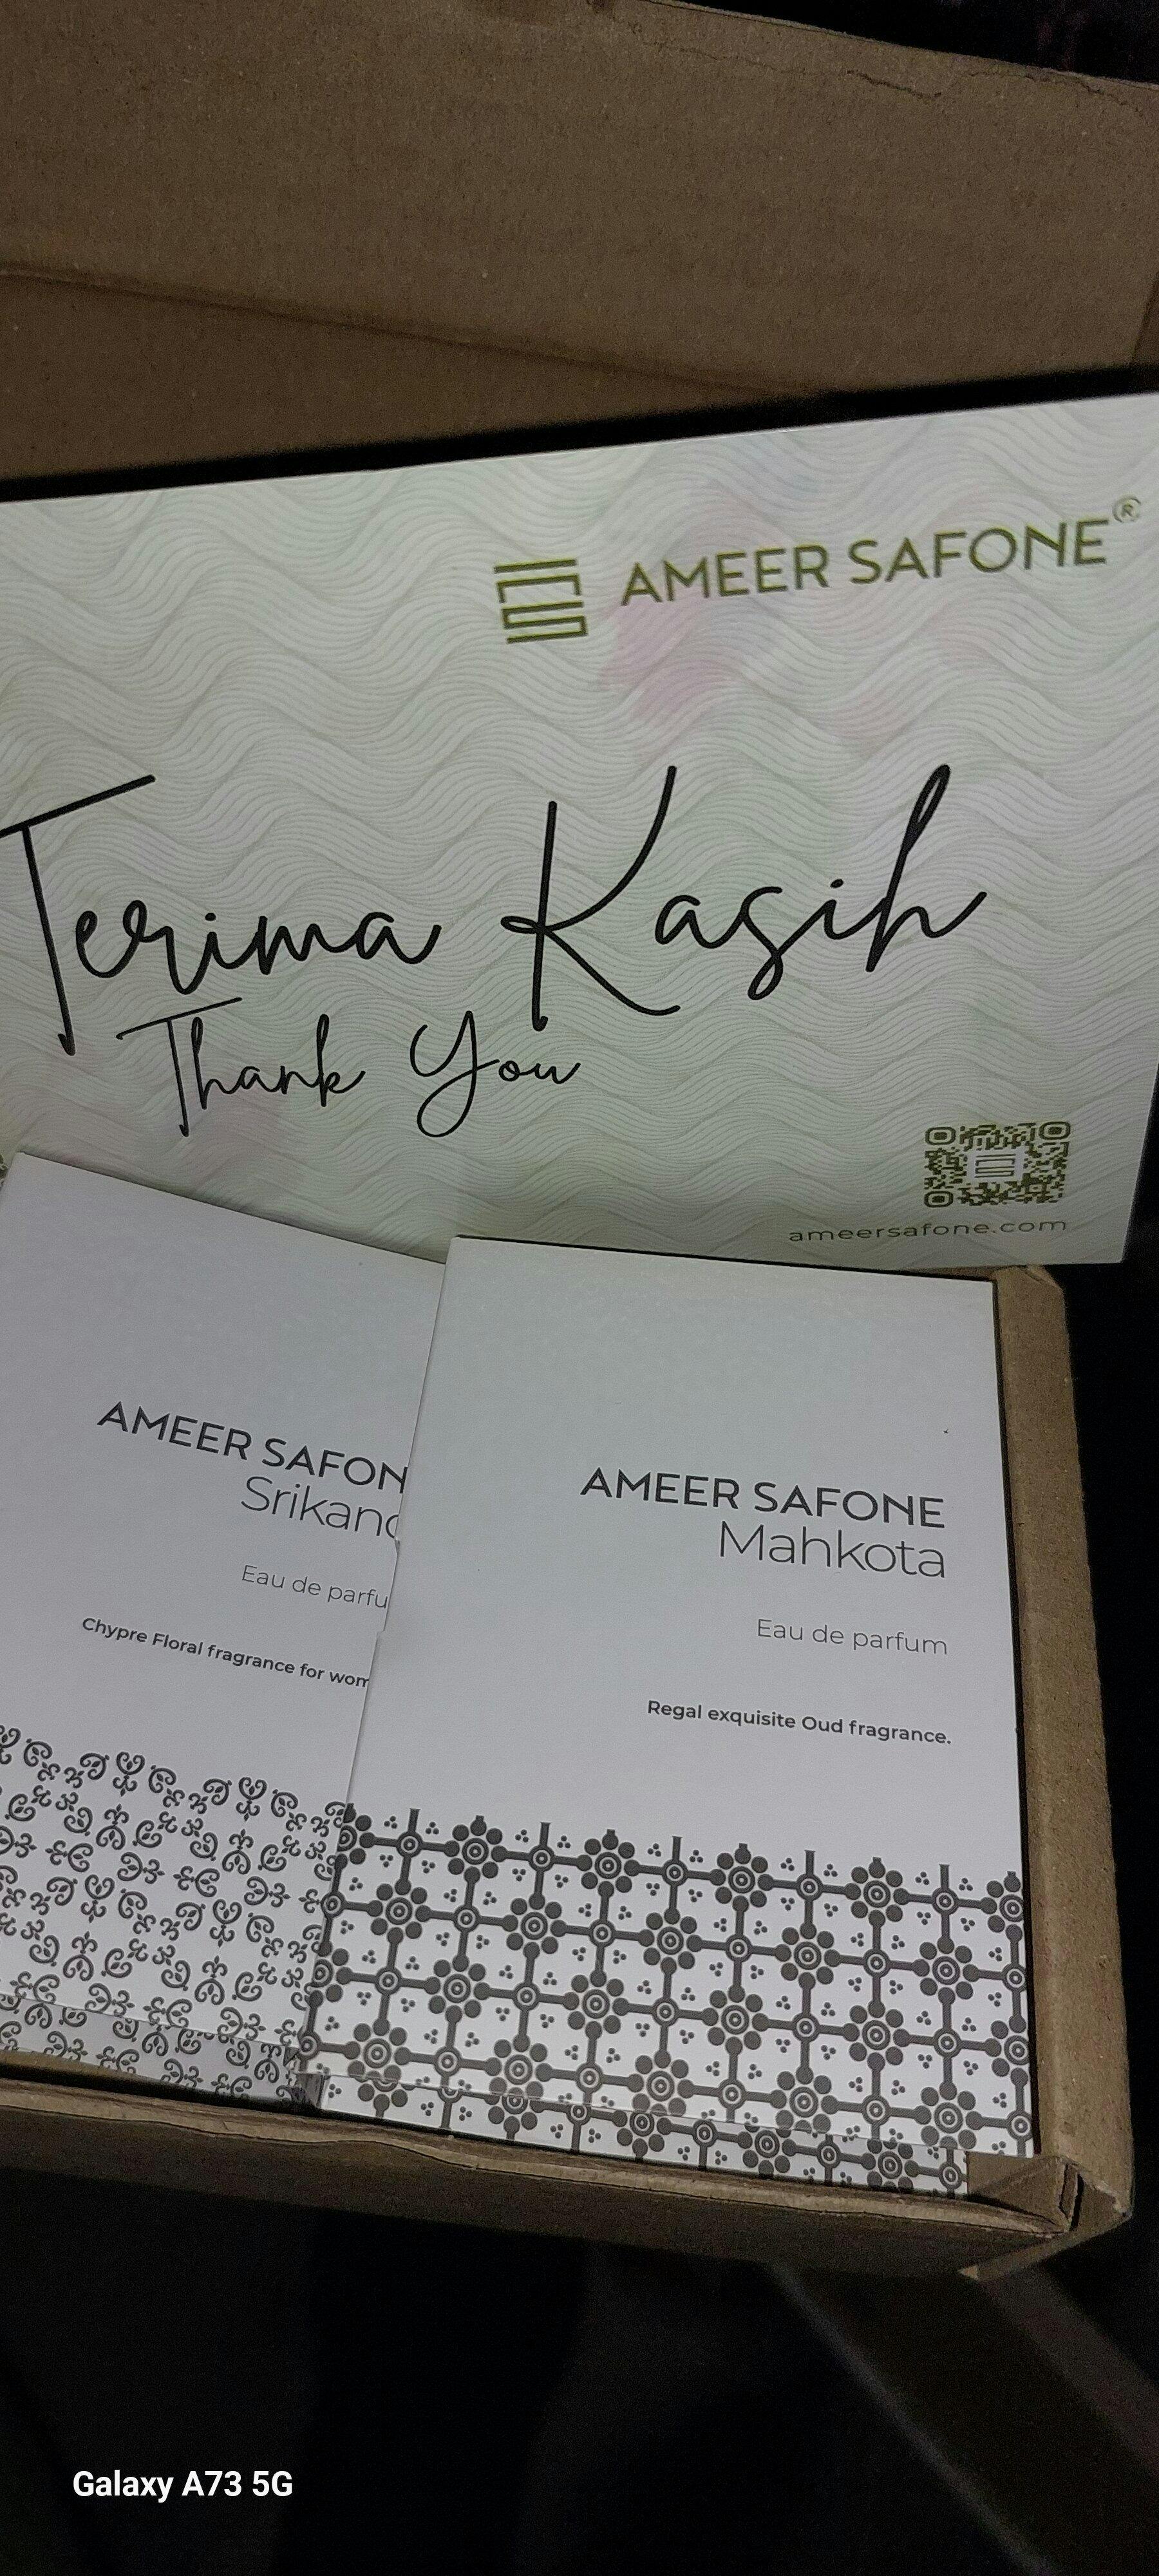 AMEER SAFONE®
Terima Kasih
Thank You
ameersafone.com
AMEER SAFON
Srikan
Eau de parfu
Chypre Floral fragrance for wom
AMEER SAFONE
Mahkota
Eau de parfum
Regal exquisite Oud fragrance.
Galaxy A73 5G